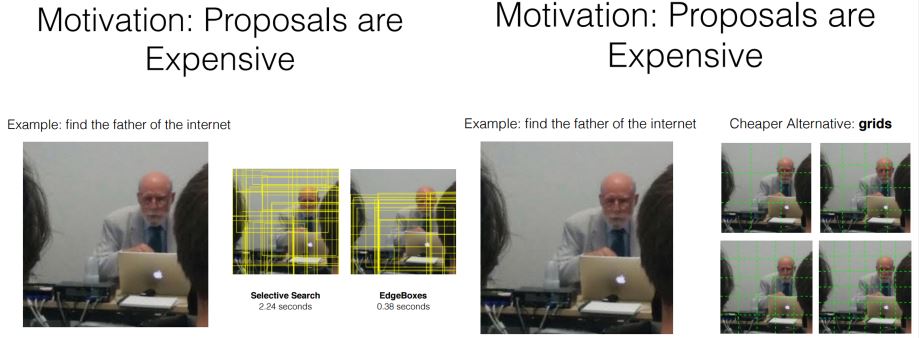 Motivation: Proposals are
Expensive
Example: find the father of the internet
Selective Search
2.24 seconds
EdgeBoxes
0.38 seconds
Motivation: Proposals are
Expensive
Example: find the father of the internet
Cheaper Alternative: grids